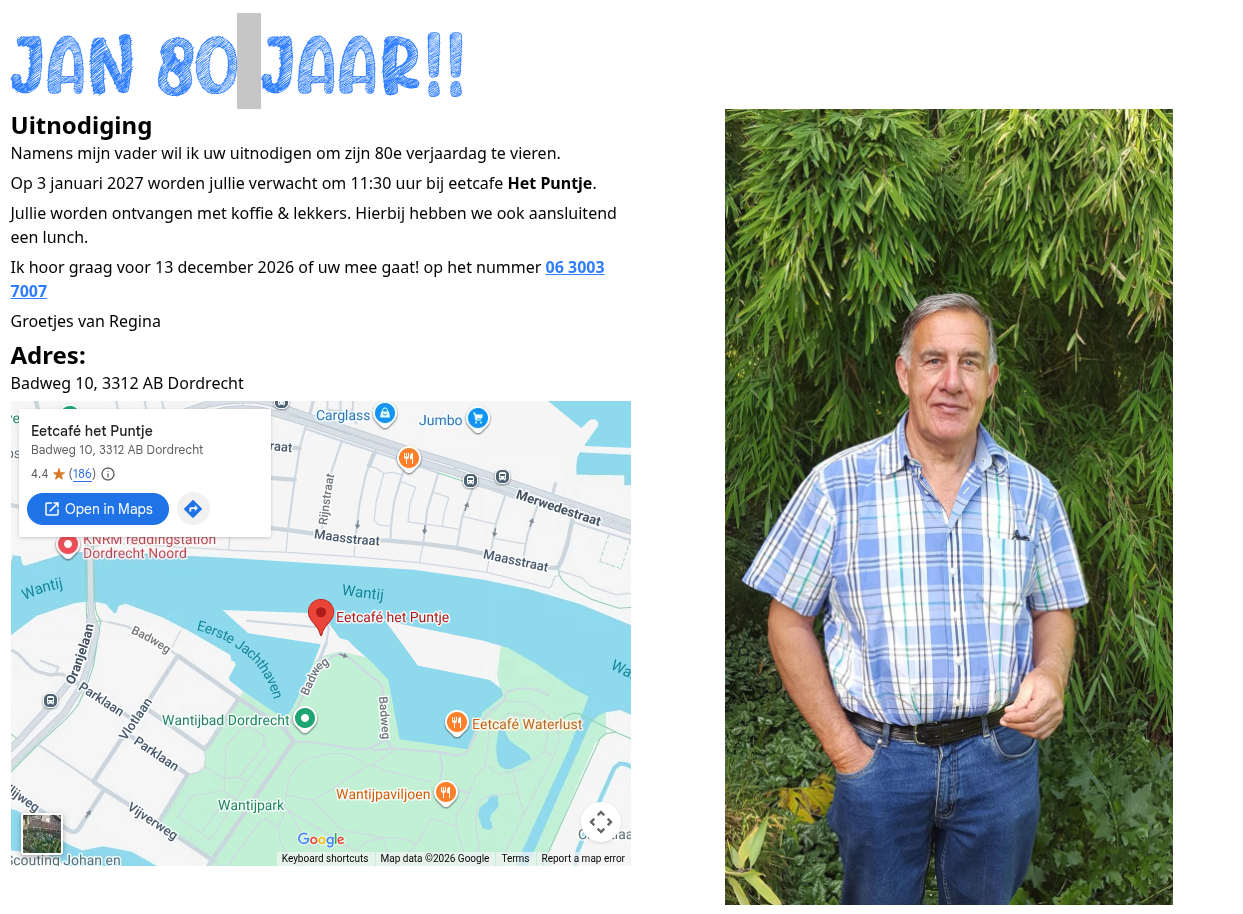 JAN 80 JAAR!!
Uitnodiging
Namens mijn vader wil ik uw uitnodigen om zijn 80e verjaardag te vieren.
Op 3 januari 2027 worden jullie verwacht om 11:30 uur bij eetcafe Het Puntje.
Jullie worden ontvangen met koffie & lekkers. Hierbij hebben we ook aansluitend
een lunch.
Ik hoor graag voor 13 december 2026 of uw mee gaat! op het nummer 06 3003
7007
Groetjes van Regina
Adres:
Badweg 10, 3312 AB Dordrecht
Carglass
Jumbo
Eetcafé het Puntje
Badweg 10, 3312 AB Dordrecht
4.4 (186)
Open in Maps
Rijnstraat
Merwedestraat
Maasstraat
Maasstraat
KNRM reddingstation
Dordrecht Noord
Wantij
Wantij
Eetcafé het Puntje
Badweg
Eerste Jachthaven
Oranjelaan
Badweg
Parklaan
Vlotlaan
Badweg
Wantijbad Dordrecht
Eetcafé Waterlust
Parklaan
Wantijpaviljoen
Wantijpark
Vijverweg
Google
Scouting Johan en
Keyboard shortcuts
Map data ©2026 Google
Terms
Report a map error